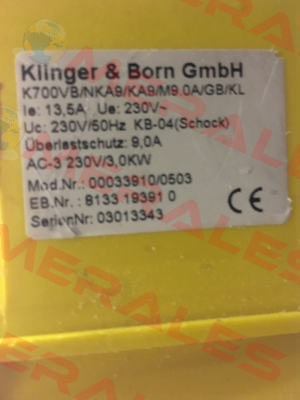 Klinger & Born GmbH
K700VB/NKA9/KA9/M9.0A/GB/KL
Ie: 13,5A Ue: 230V~
Uc: 230V/50Hz KB-04(Schock)
Überlastschutz: 9,0A
AC-3 230V/3,0KW
Mod.Nr.: 00033910/0503
EB.Nr.: 8133 19391 0
SerienNr: 03013343
CE